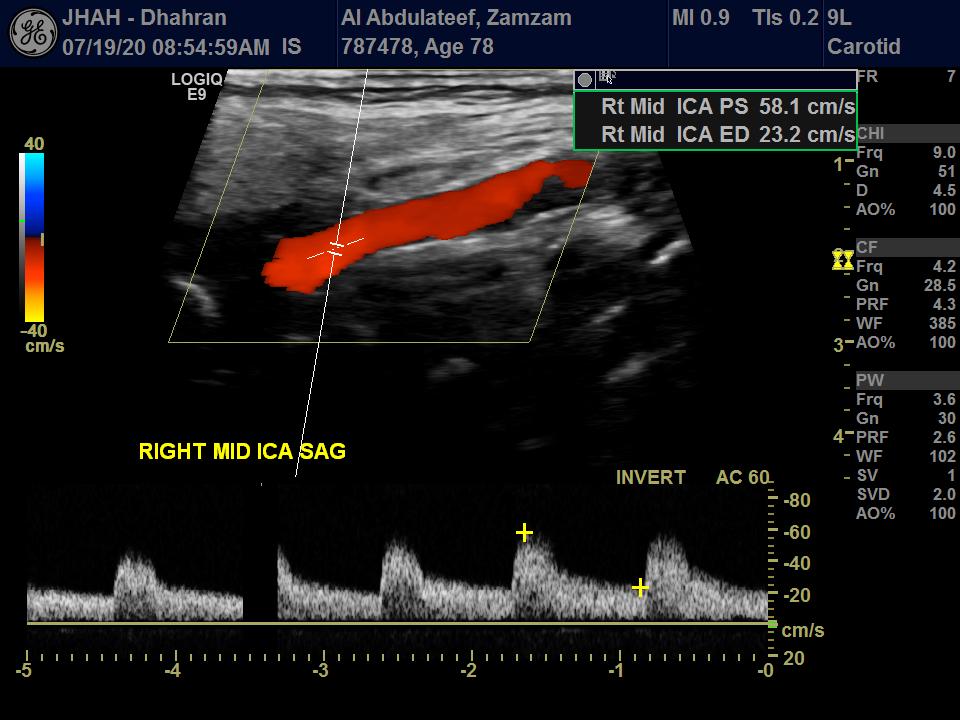 GE
JHAH - Dhahran
07/19/20 08:54:59AM IS
Al Abdulateef, Zamzam
787478, Age 78
MI 0.9 TIs 0.2
9L
Carotid
LOGIQ
E9
Rt Mid ICA PS 58.1 cm/s
Rt Mid ICA ED 23.2 cm/s
FR 7
CHI
Frq 9.0
Gn 51
D 4.5
AO% 100
CF
Frq 4.2
Gn 28.5
PRF 4.3
WF 385
AO% 100
PW
Frq 3.6
Gn 30
PRF 2.6
WF 102
SV 1
SVD 2.0
AO% 100
40
-40
cm/s
1
3
4
RIGHT MID ICA SAG
INVERT AC 60
-80
-60
-40
-20
cm/s
20
-5 -4 -3 -2 -1 -0